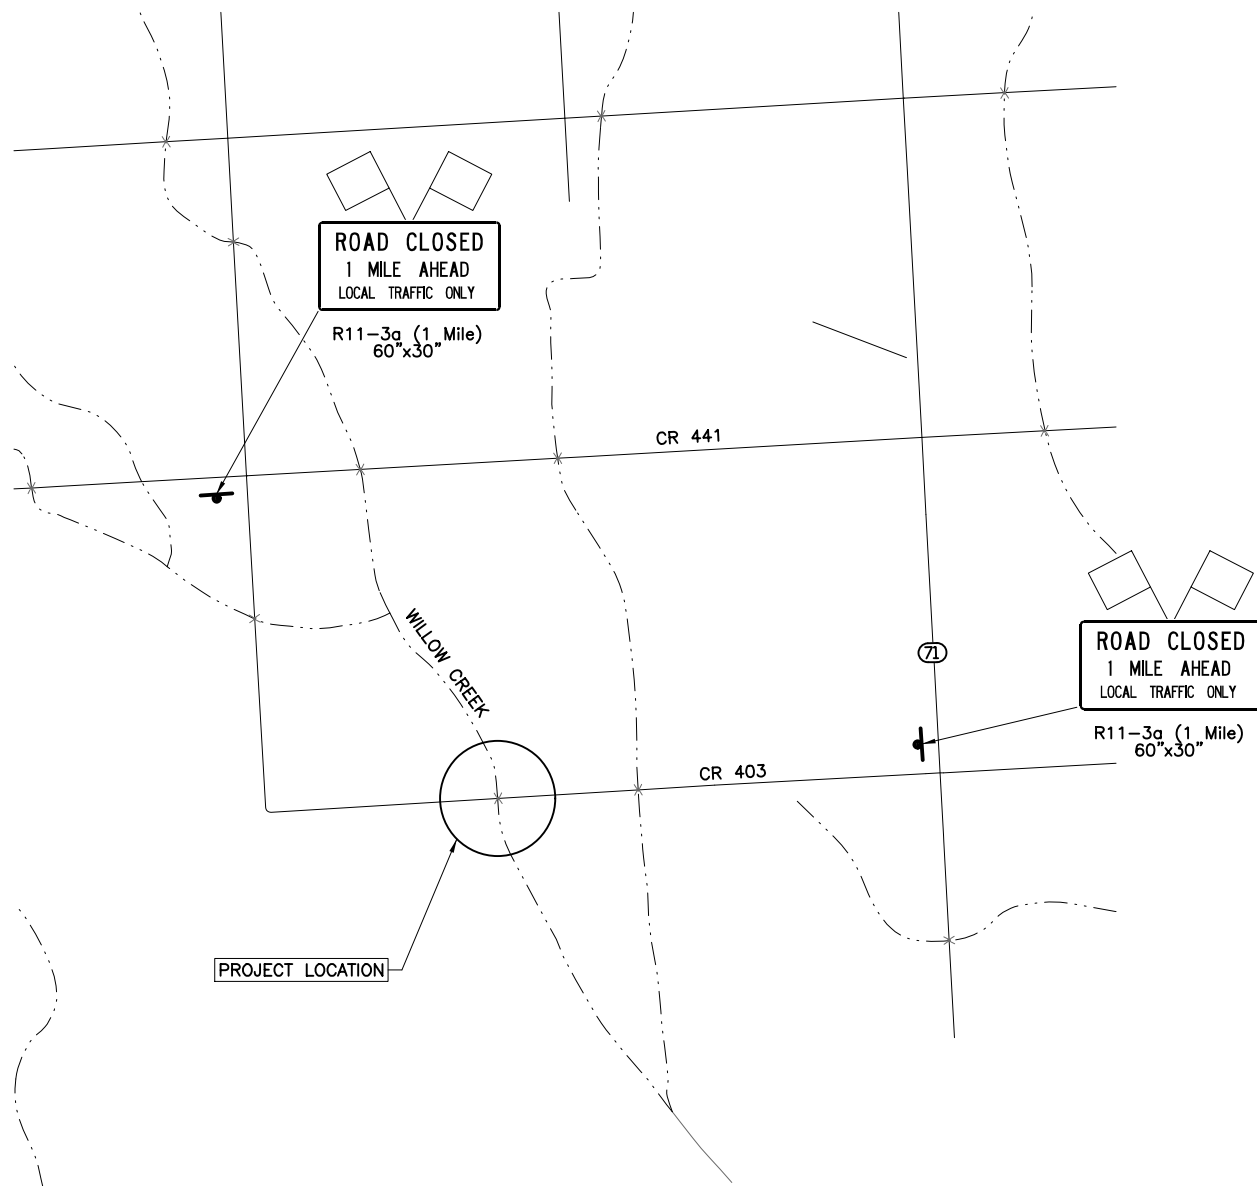 ROAD CLOSED
1 MILE AHEAD
LOCAL TRAFFIC ONLY
R11-3a (1 Mile)
60"x30"
CR 441
WILLOW CREEK
71
ROAD CLOSED
1 MILE AHEAD
LOCAL TRAFFIC ONLY
R11-3a (1 Mile)
60"x30"
CR 403
PROJECT LOCATION